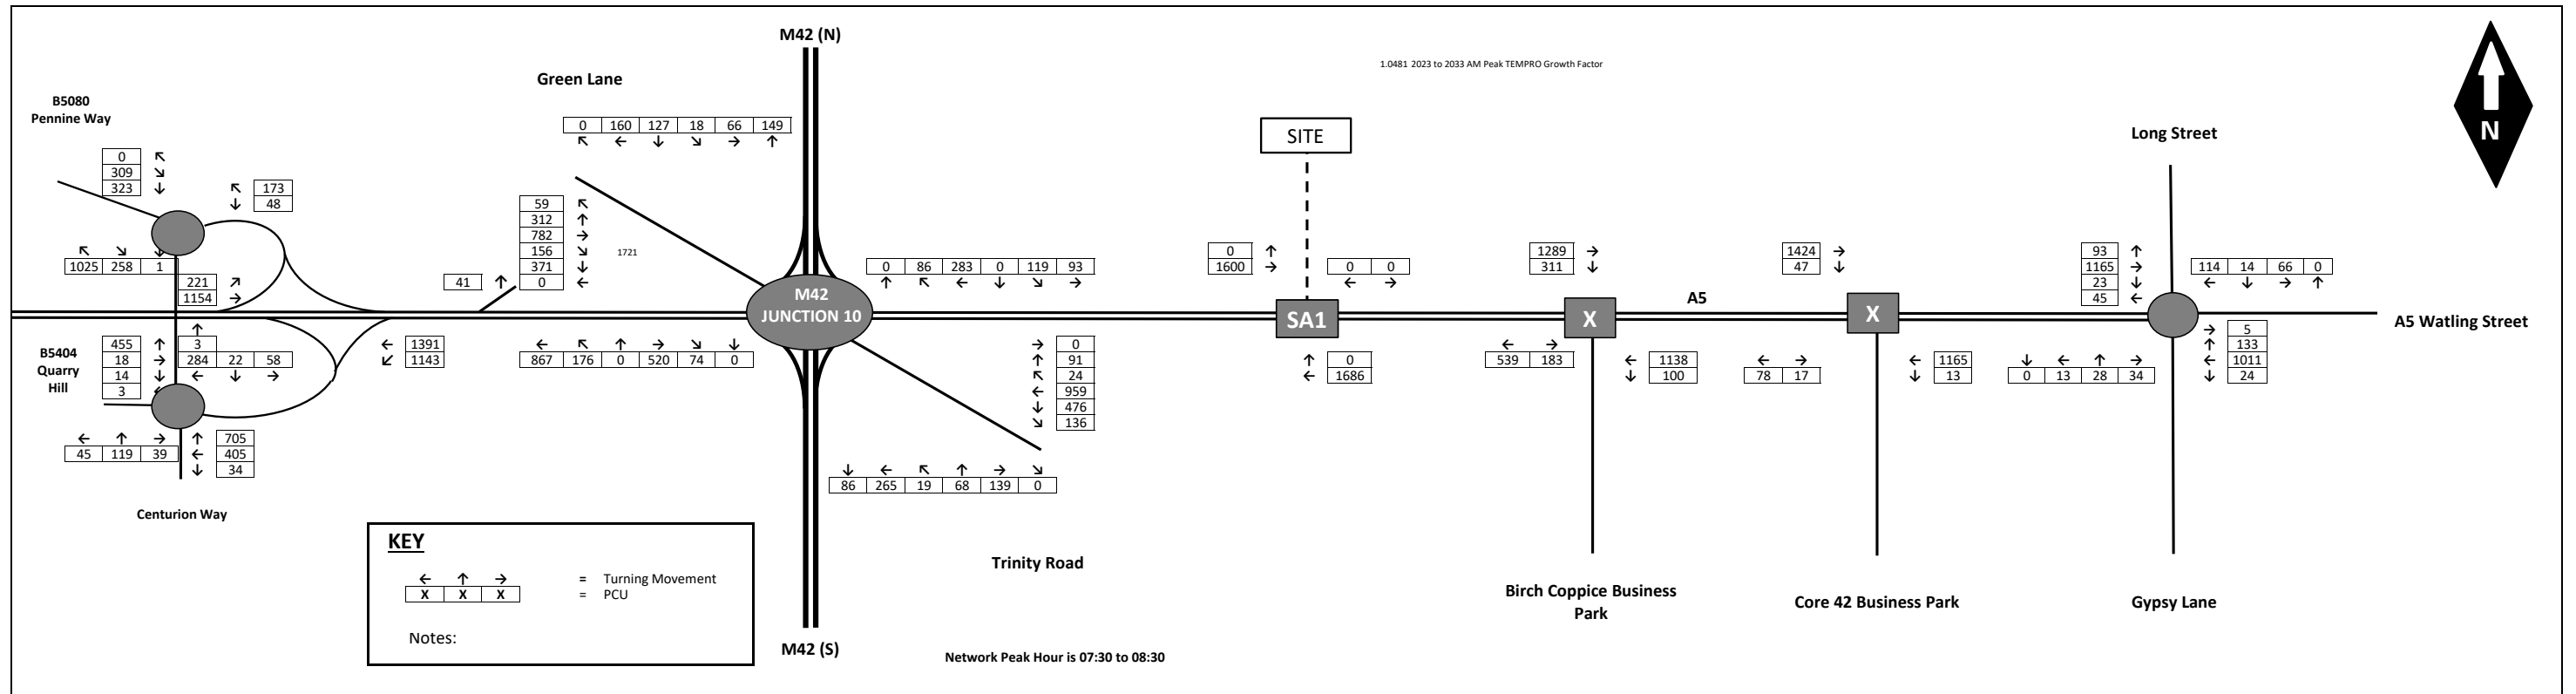 M42 (N)
1.0481 2023 to 2033 AM Peak TEMPRO Growth Factor
Green Lane
B5080
Pennine Way
N
SITE
Long Street
0 160 127 18 66 149
↖ ← ↓ ↘ → ↑
0 ↖
309 ↘
323 ↓
↖ 173
↓ 48
59 ↖
312 ↑
782 →
156 ↘
371 ↓
0 ←
1721
41 ↑
↖ ↘ ↓
1025 258 1
221 ↗
1154 →
0 86 283 0 119 93
↑ ↖ ← ↓ ↘ →
0 ↑
1600 →
0 0
← →
1289 →
311 ↓
1424 →
47 ↓
93 ↑
1165 →
23 ↓
45 ←
114 14 66 0
← ↓ → ↑
M42
JUNCTION 10
SA1
X
A5
X
A5 Watling Street
B5404
Quarry
Hill
455 ↑
18 →
14 ↓
3 ←
↑
3
284 22 58
← ↓ →
← 1391
↙ 1143
← ↖ ↑ → ↘ ↓
867 176 0 520 74 0
→ 0
↑ 91
↖ 24
← 959
↓ 476
↘ 136
↑ 0
← 1686
← →
539 183
← 1138
↓ 100
← →
78 17
← 1165
↓ 13
↓ ← ↑ →
0 13 28 34
→ 5
↑ 133
← 1011
↓ 24
← ↑ →
45 119 39
↑ 705
← 405
↓ 34
↓ ← ↖ ↑ → ↘
86 265 19 68 139 0
Centurion Way
KEY
← ↑ → = Turning Movement
X X X = PCU
Notes:
Trinity Road
Birch Coppice Business
Park
Core 42 Business Park
Gypsy Lane
M42 (S)
Network Peak Hour is 07:30 to 08:30